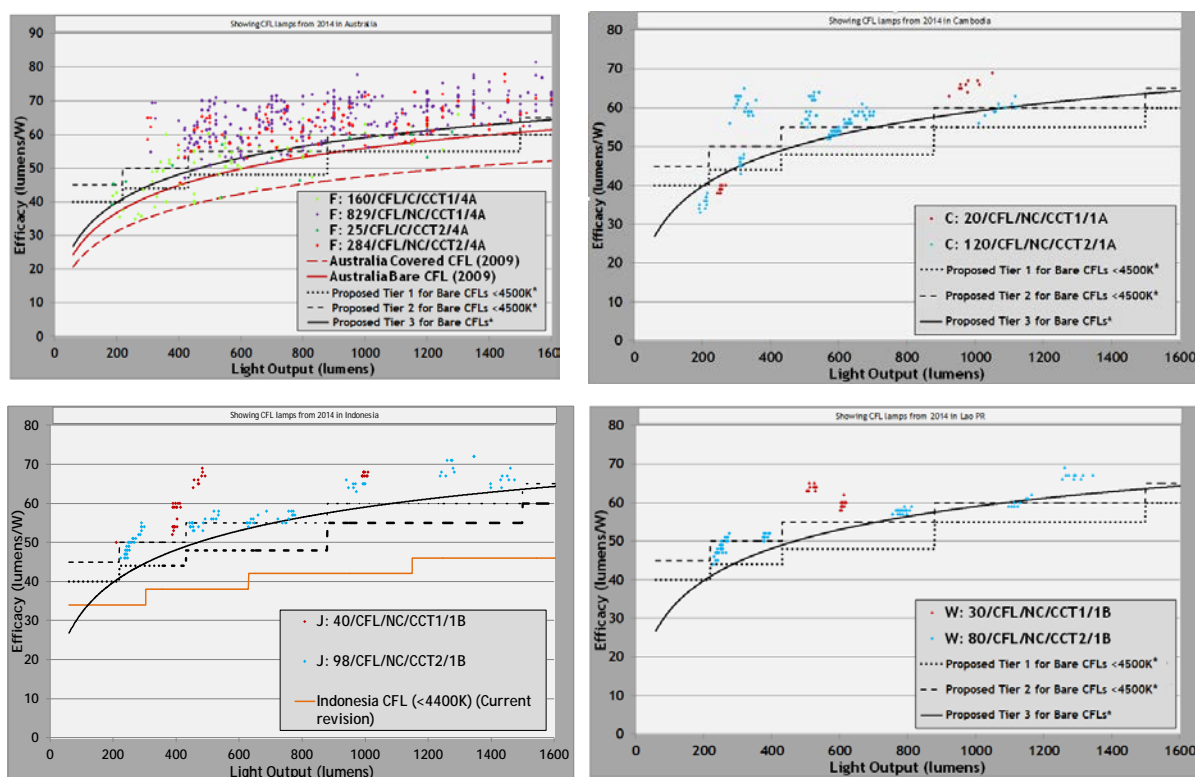 Showing CFL lamps from 2014 in Australia
90
80
70
60
50
40
30
20
10
0
Efficacy (lumens/W)
F: 160/CFL/C/CCT1/4A
F: 829/CFL/NC/CCT1/4A
F: 25/CFL/C/CCT2/4A
F: 284/CFL/NC/CCT2/4A
Australia Covered CFL (2009)
Australia Bare CFL (2009)
Proposed Tier 1 for Bare CFLs <4500K*
Proposed Tier 2 for Bare CFLs <4500K*
Proposed Tier 3 for Bare CFLs*
0 200 400 600 800 1000 1200 1400 1600
Light Output (lumens)
Showing CFL lamps from 2014 in Cambodia
80
70
60
50
40
30
20
10
0
Efficacy (lumens/W)
C: 20/CFL/NC/CCT1/1A
C: 120/CFL/NC/CCT2/1A
Proposed Tier 1 for Bare CFLs <4500K*
Proposed Tier 2 for Bare CFLs <4500K*
Proposed Tier 3 for Bare CFLs*
0 200 400 600 800 1000 1200 1400 1600
Light Output (lumens)
Showing CFL lamps from 2014 in Indonesia
80
70
60
50
40
30
20
10
0
Efficacy (lumens/W)
J: 40/CFL/NC/CCT1/1B
J: 98/CFL/NC/CCT2/1B
Indonesia CFL (<4400K) (Current
revision)
0 200 400 600 800 1000 1200 1400 1600
Light Output (lumens)
Showing CFL lamps from 2014 in Lao PR
80
70
60
50
40
30
20
10
0
Efficacy (lumens/W)
W: 30/CFL/NC/CCT1/1B
W: 80/CFL/NC/CCT2/1B
Proposed Tier 1 for Bare CFLs <4500K*
Proposed Tier 2 for Bare CFLs <4500K*
Proposed Tier 3 for Bare CFLs*
0 200 400 600 800 1000 1200 1400 1600
Light Output (lumens)